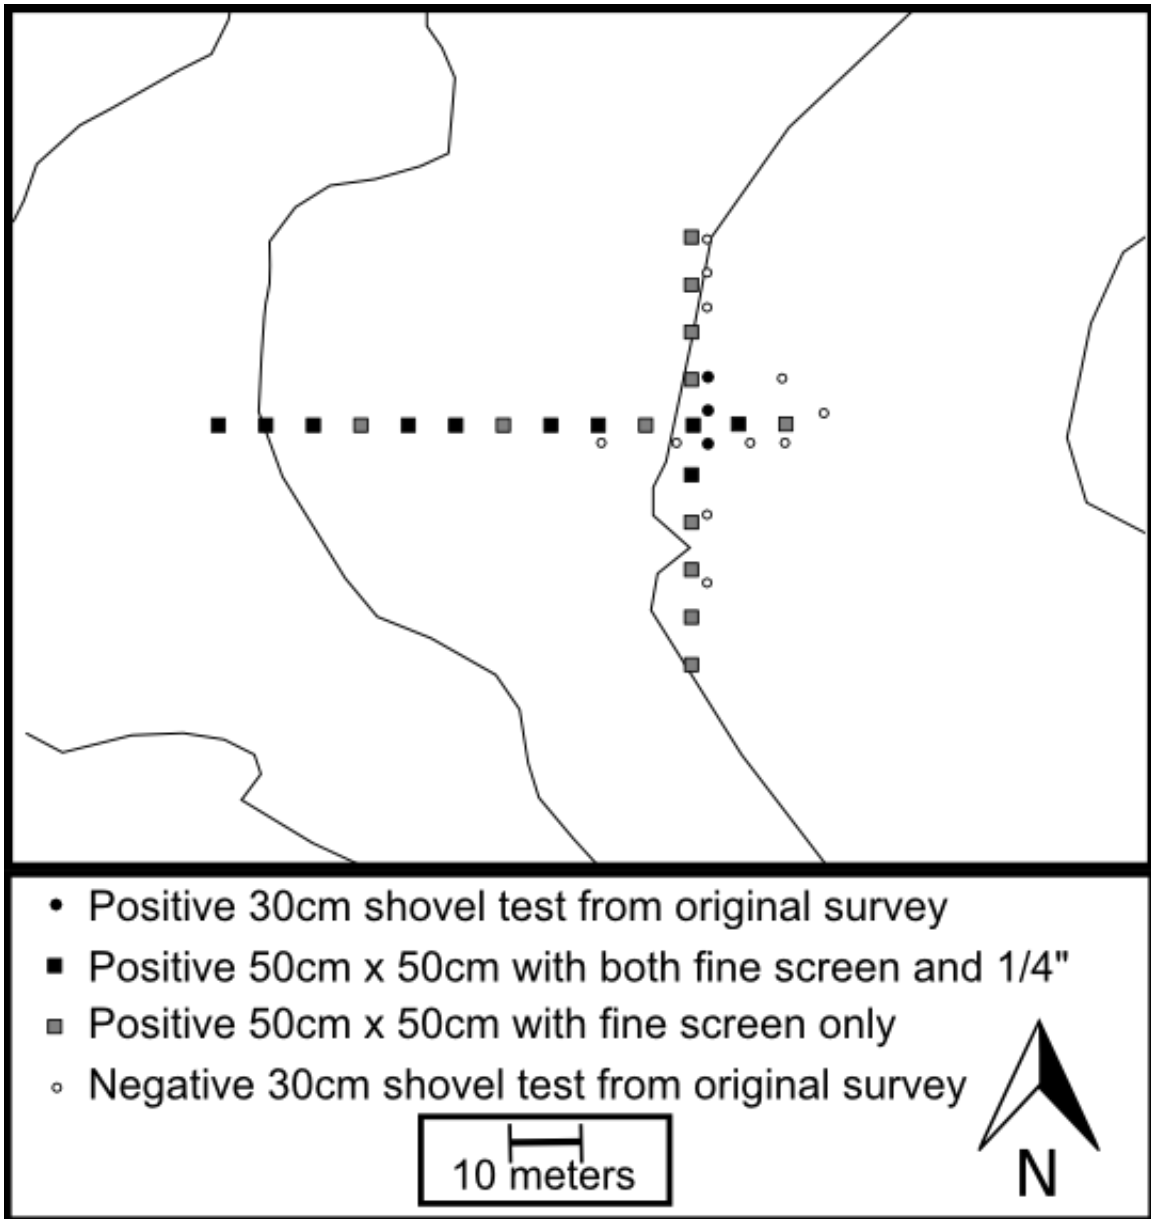 Positive 30cm shovel test from original survey
Positive 50cm x 50cm with both fine screen and 1/4"
Positive 50cm x 50cm with fine screen only
Negative 30cm shovel test from original survey
10 meters
N